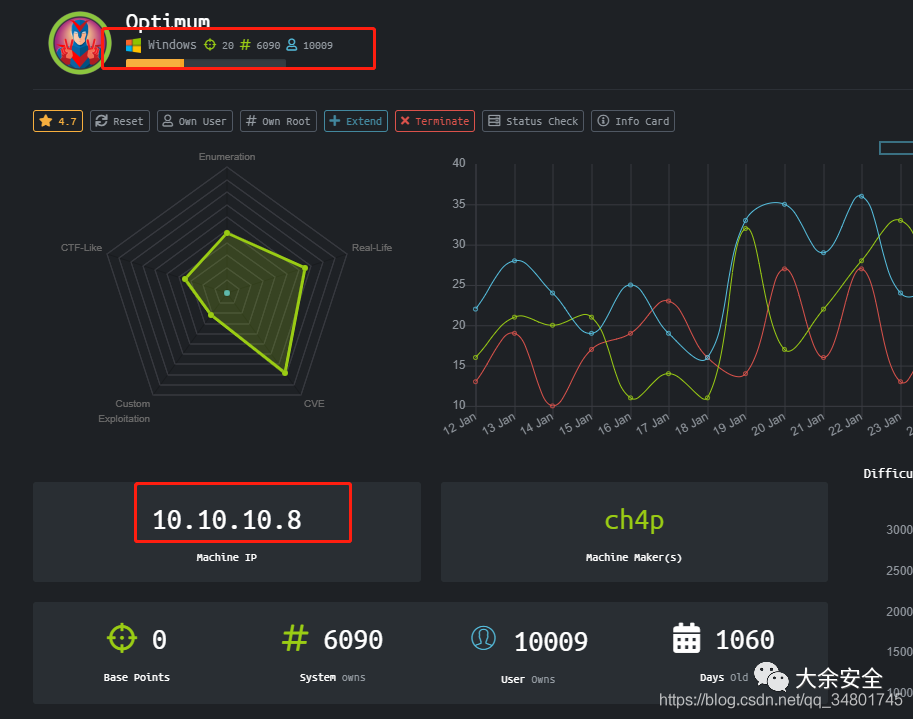 Optimum
Windows 20 # 6090 10009
4.7 Reset Own User # Own Root + Extend × Terminate Status Check Info Card
Enumeration
CTF-Like
Real-Life
Custom Exploitation
CVE
40
35
30
25
20
15
10
12 Jan 13 Jan 14 Jan 15 Jan 16 Jan 17 Jan 18 Jan 19 Jan 20 Jan 21 Jan 22 Jan 23 Jan
10.10.10.8
Machine IP
ch4p
Machine Maker(s)
Difficu
3000
2500
2000
1500
1000
0
Base Points
# 6090
System owns
10009
User Owns
1060
Days Old
大余安全
https://blog.csdn.net/qq_34801745